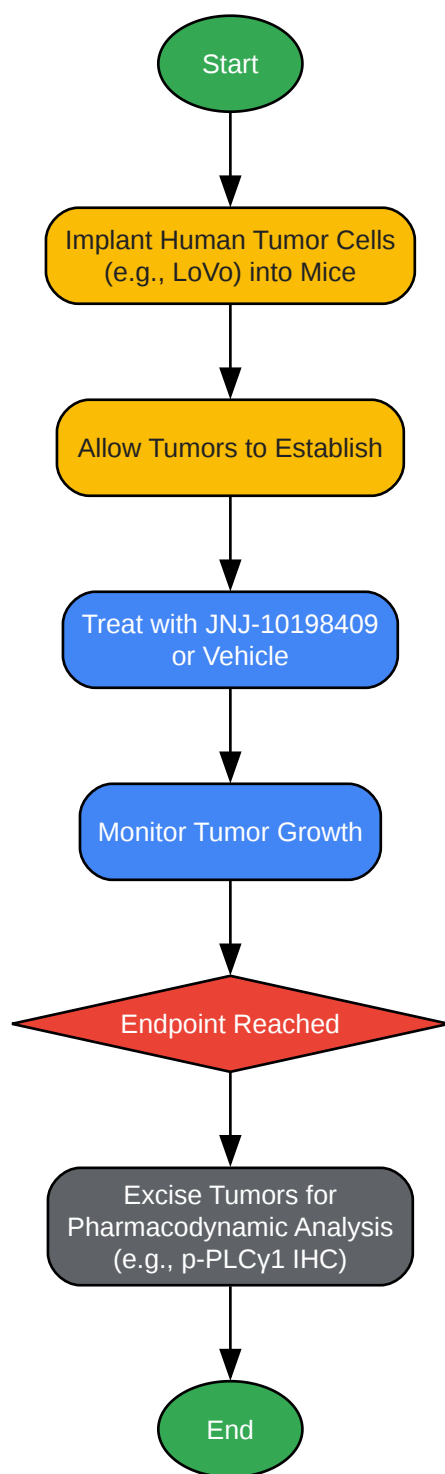 Start
Implant Human Tumor Cells
(e.g., LoVo) into Mice
Allow Tumors to Establish
Treat with JNJ-10198409
or Vehicle
Monitor Tumor Growth
Endpoint Reached
Excise Tumors for
Pharmacodynamic Analysis
(e.g., p-PLCγ1 IHC)
End